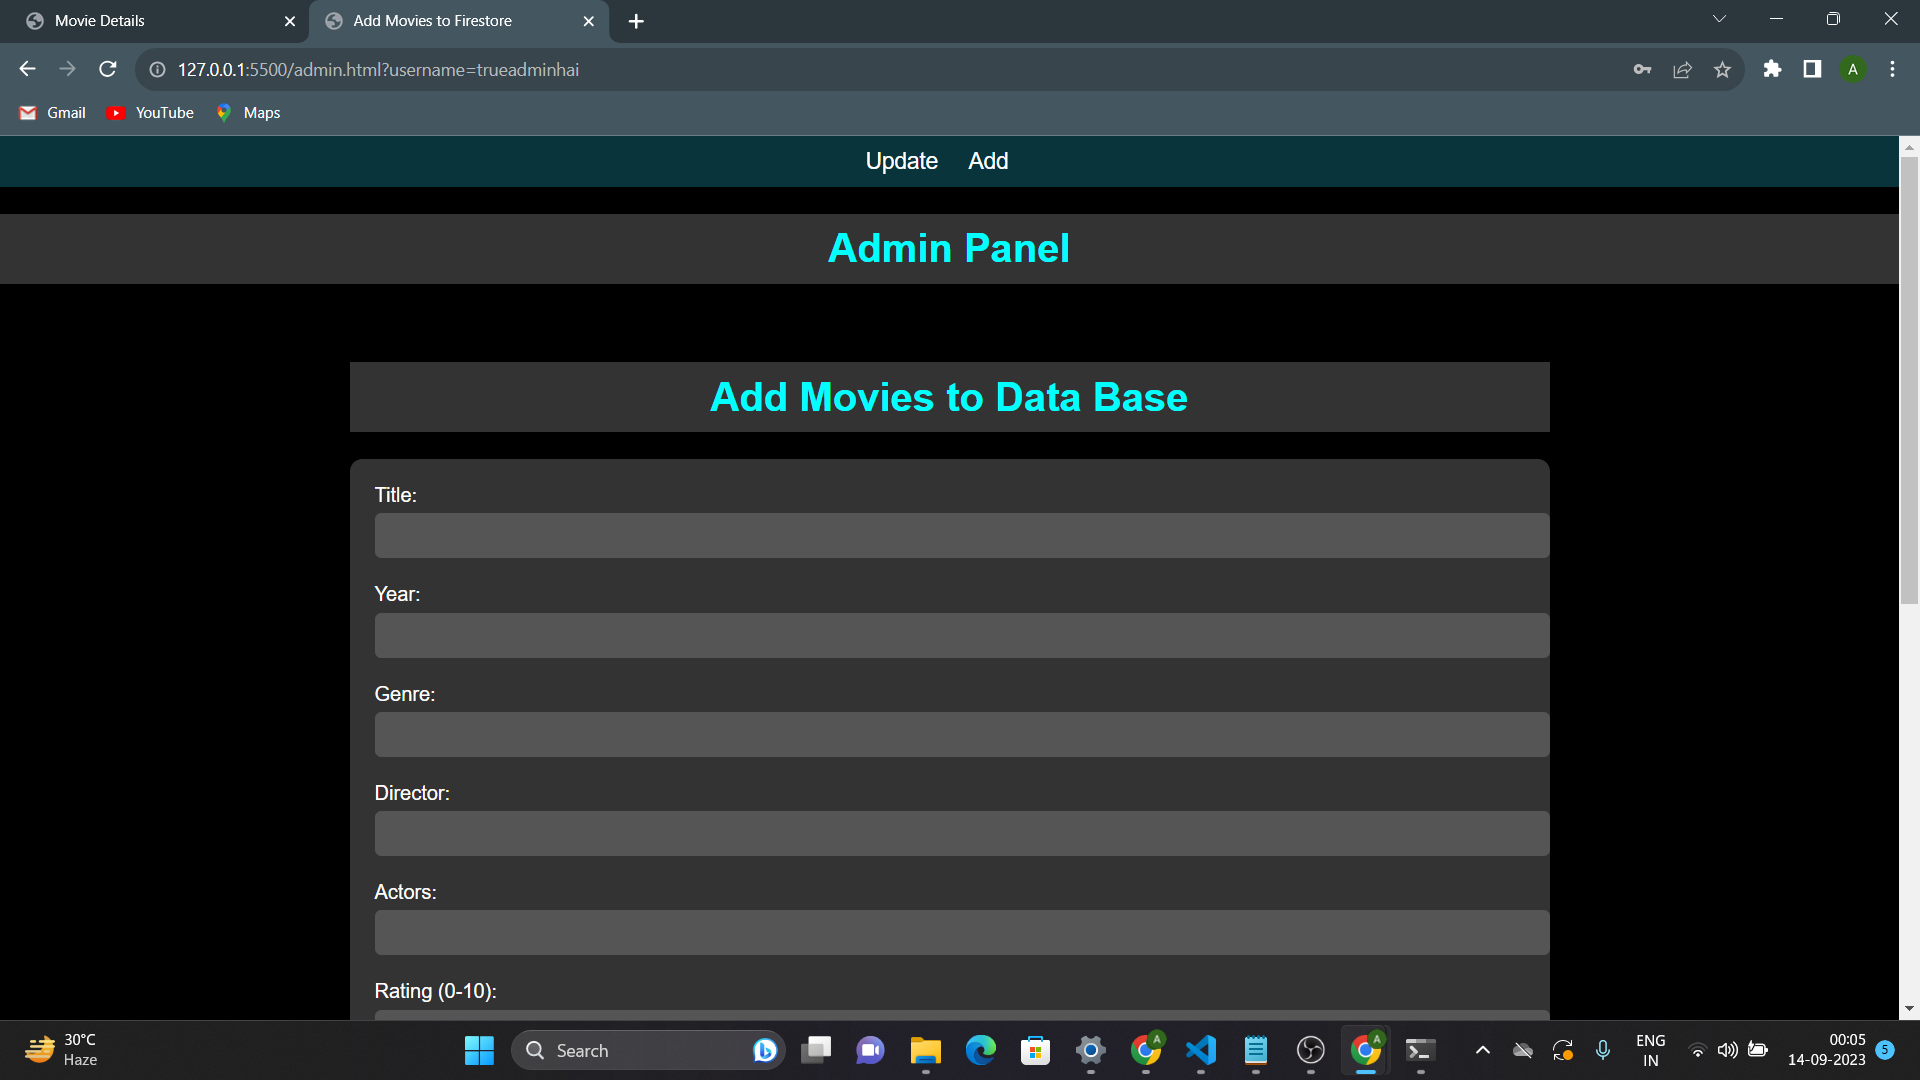 Movie Details
Add Movies to Firestore
127.0.0.1:5500/admin.html?username=trueadminhai
A
Gmail
YouTube
Maps
Update Add
Admin Panel
Add Movies to Data Base
Title:
Year:
Genre:
Director:
Actors:
Rating (0-10):
30°C
Haze
Search
A
A
ENG
IN
00:05
14-09-2023
5